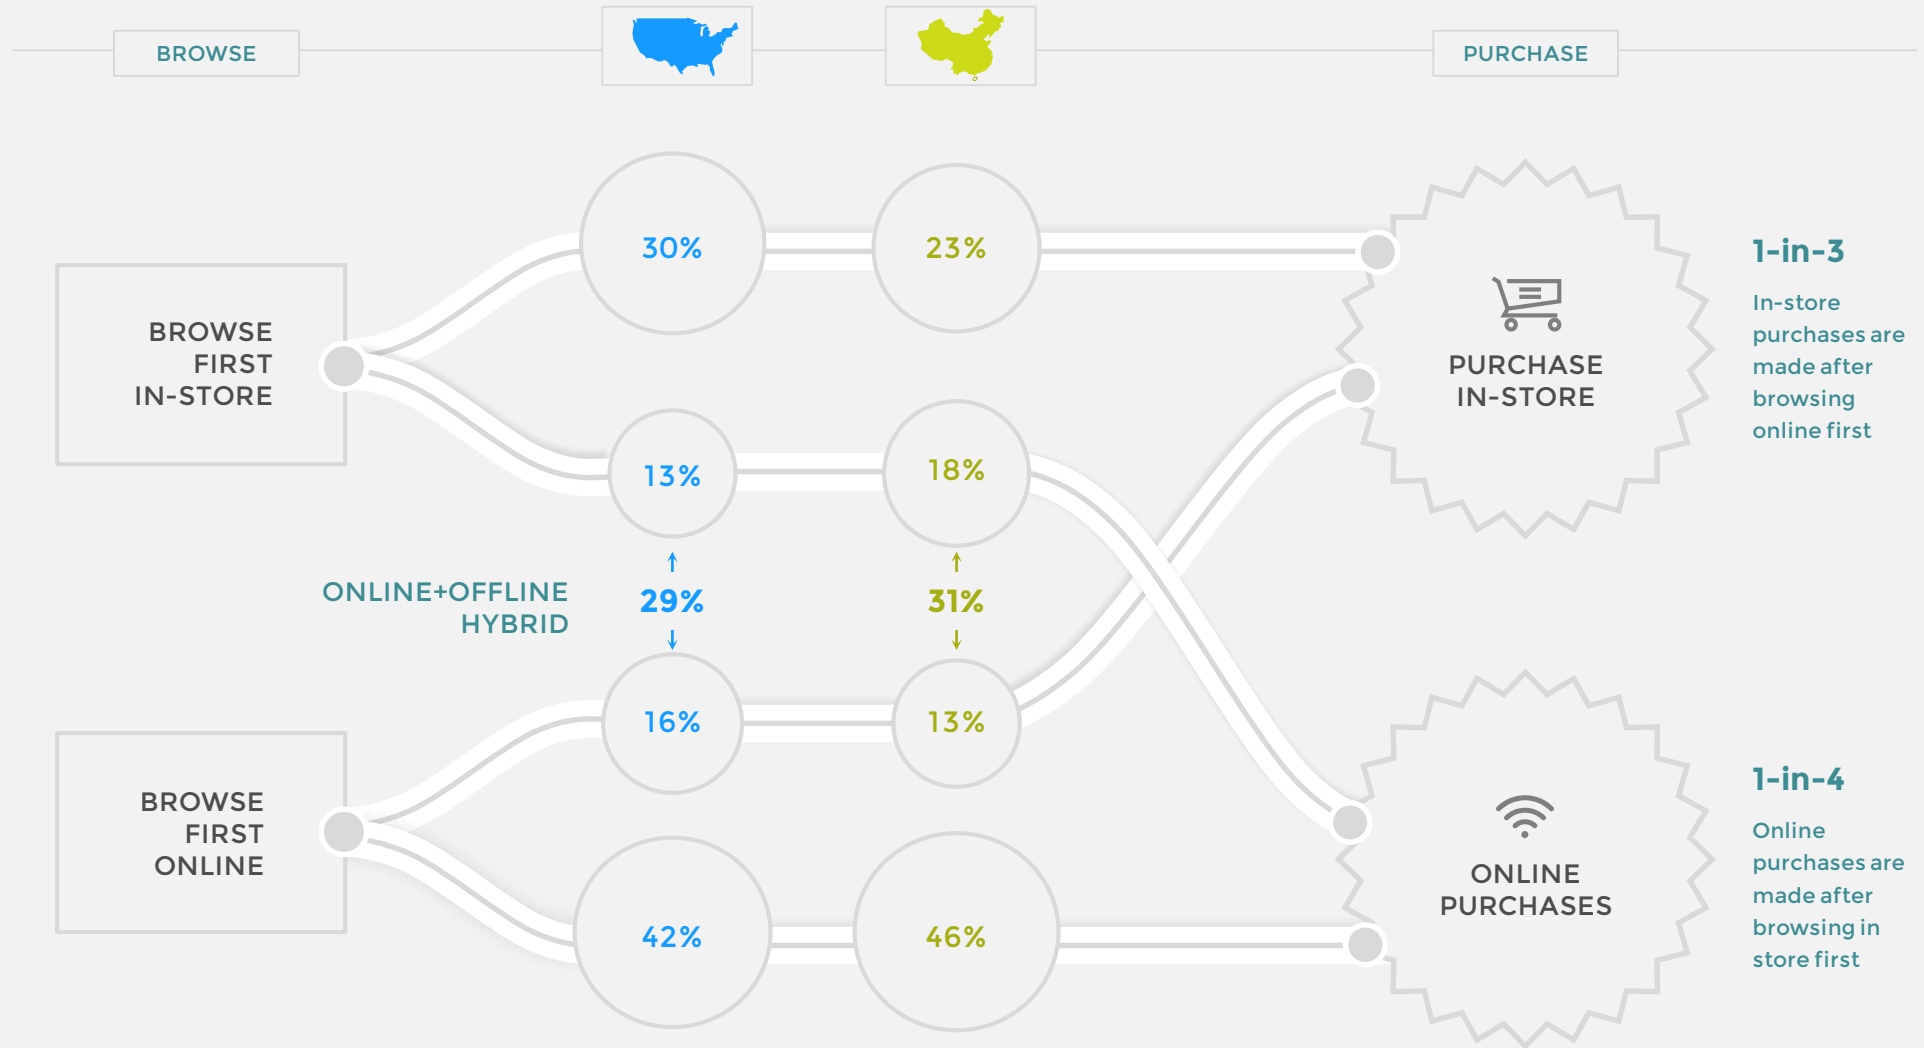 BROWSE
PURCHASE
30%
23%
1-in-3
In-store
purchases are
made after
browsing
online first
BROWSE
FIRST
IN-STORE
PURCHASE
IN-STORE
13%
18%
ONLINE+OFFLINE
HYBRID
29%
31%
16%
13%
BROWSE
FIRST
ONLINE
ONLINE
PURCHASES
1-in-4
Online
purchases are
made after
browsing in
store first
42%
46%